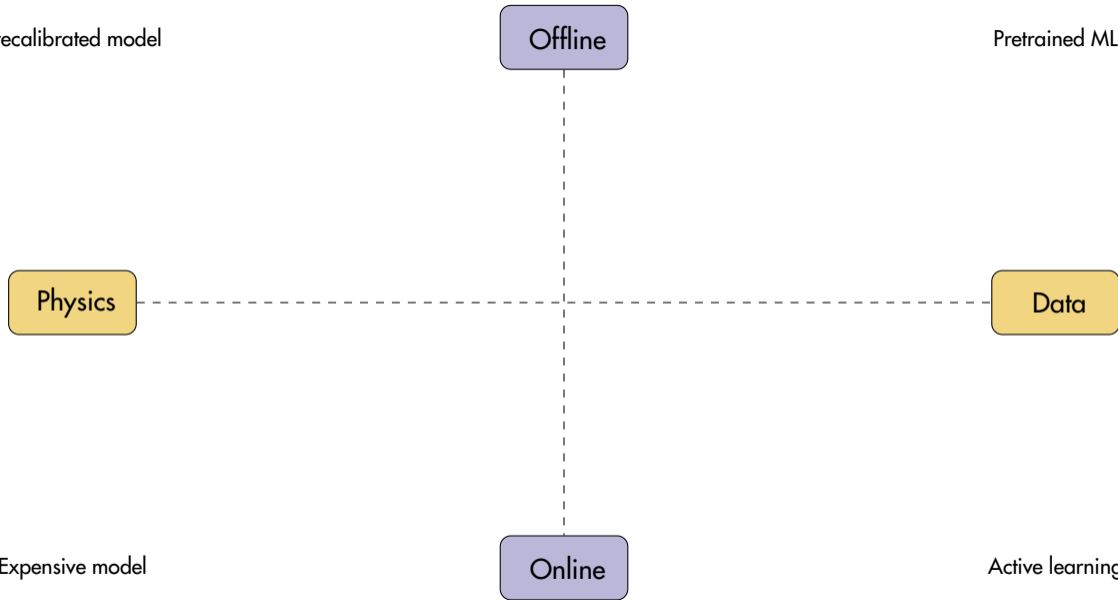 recalibrated model
Offline
Pretrained ML
Physics
Data
Expensive model
Online
Active learning